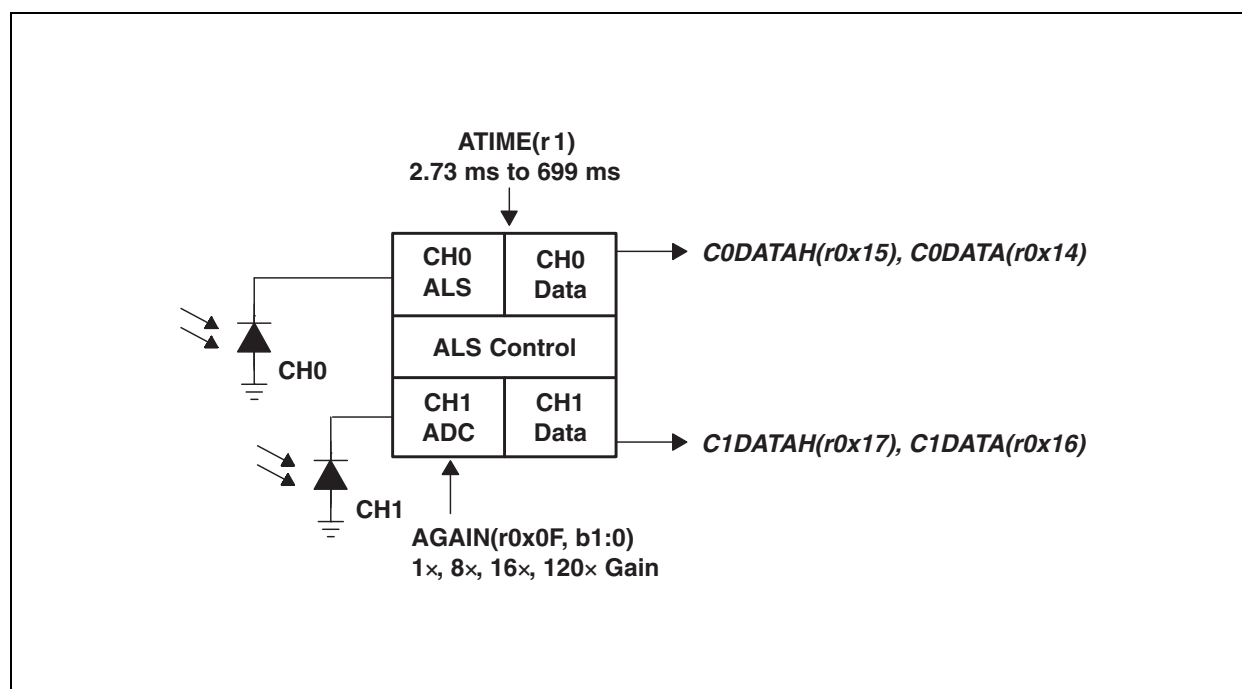 ATIME(r 1)
2.73 ms to 699 ms
CH0
ALS
CH0
Data
C0DATAH(r0x15), C0DATA(r0x14)
ALS Control
CH0
CH1
ADC
CH1
Data
C1DATAH(r0x17), C1DATA(r0x16)
CH1
AGAIN(r0x0F, b1:0)
1×, 8×, 16×, 120× Gain